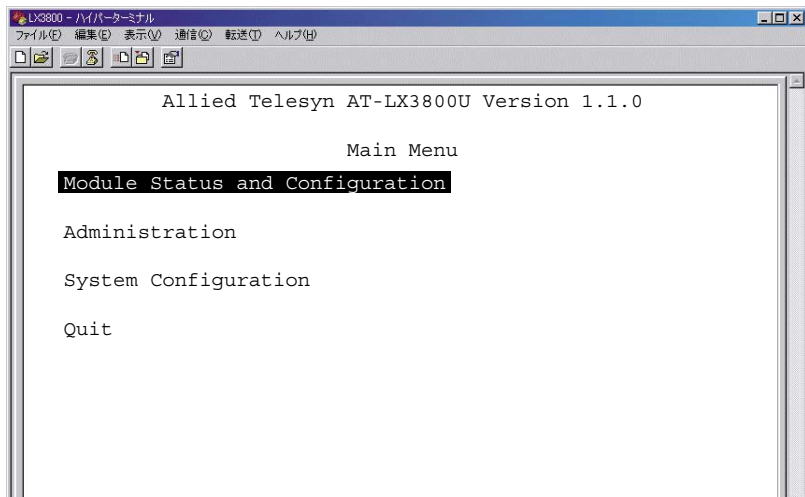 LX3800 - ハイパーターミナル
ファイル(F) 編集(E) 表示(V) 通信(C) 転送(T) ヘルプ(H)
Allied Telesyn AT-LX3800U Version 1.1.0
Main Menu
Module Status and Configuration
Administration
System Configuration
Quit